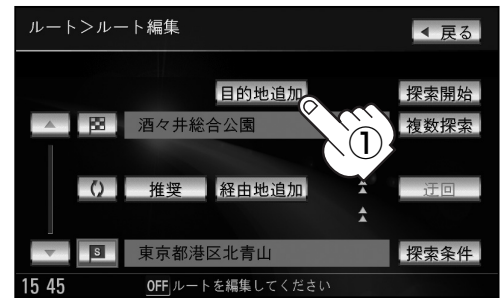 ルート＞ルート編集
戻る
目的地追加
探索開始
酒々井総合公園
複数探索
①
推奨
経由地追加
迂回
S
東京都港区北青山
探索条件
15 45
OFF ルートを編集してください